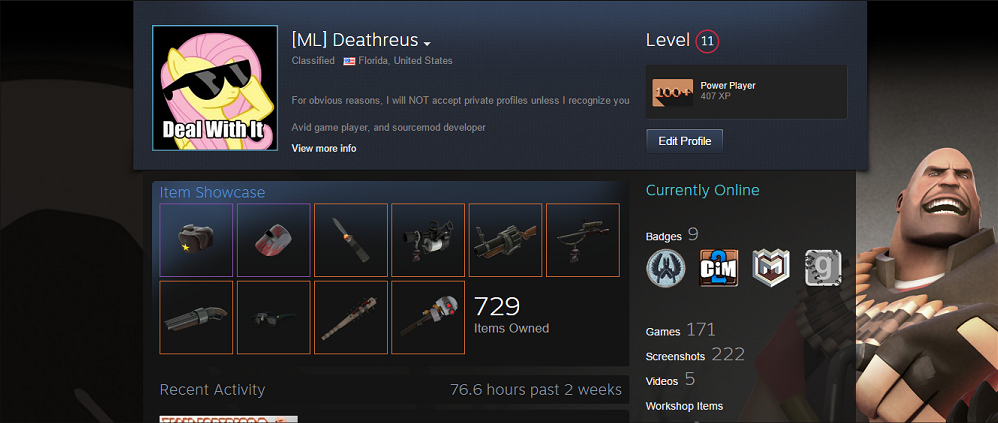 [ML] Deathreus
Classified Florida, United States
For obvious reasons, I will NOT accept private profiles unless I recognize you
Avid game player, and sourcemod developer
View more info
Deal With It
Level 11
100+
Power Player
407 XP
Edit Profile
Item Showcase
729
Items Owned
Currently Online
Badges 9
CiM
2
M
g
Games 171
Screenshots 222
Videos 5
Workshop Items
Recent Activity 76.6 hours past 2 weeks